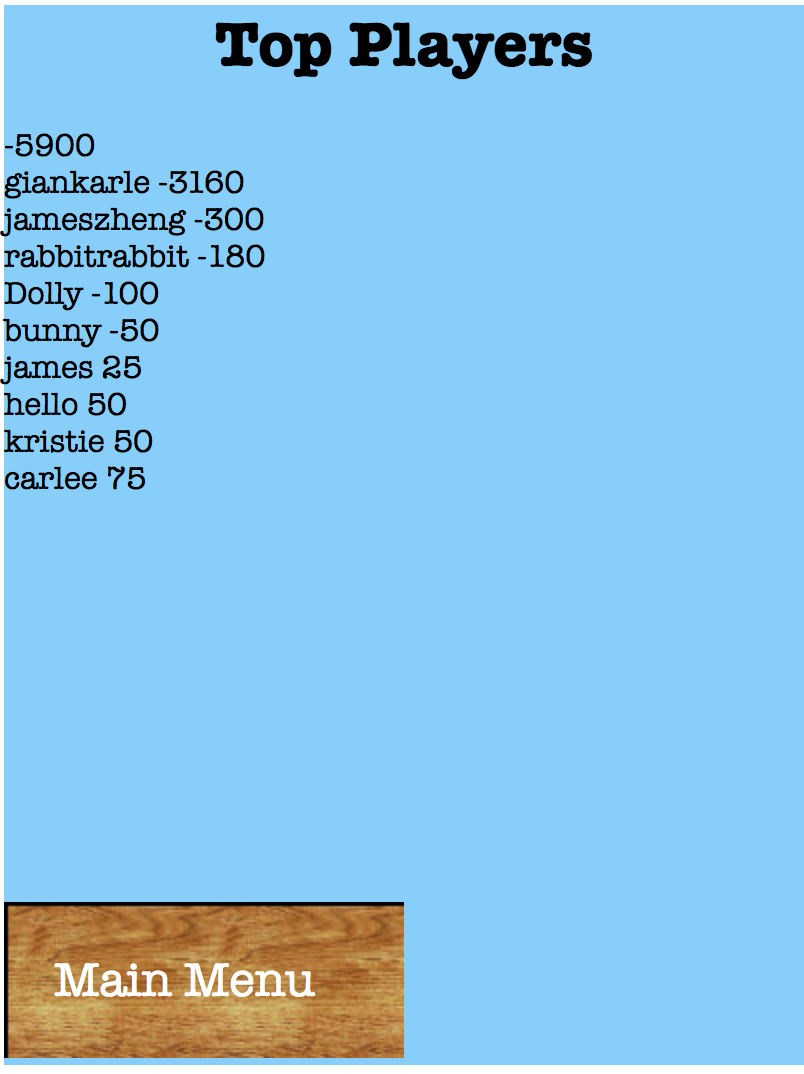 Top Players
-5900
giankarle -3160
jameszheng -300
rabbitrabbit -180
Dolly -100
bunny -50
james 25
hello 50
kristie 50
carlee 75
Main Menu